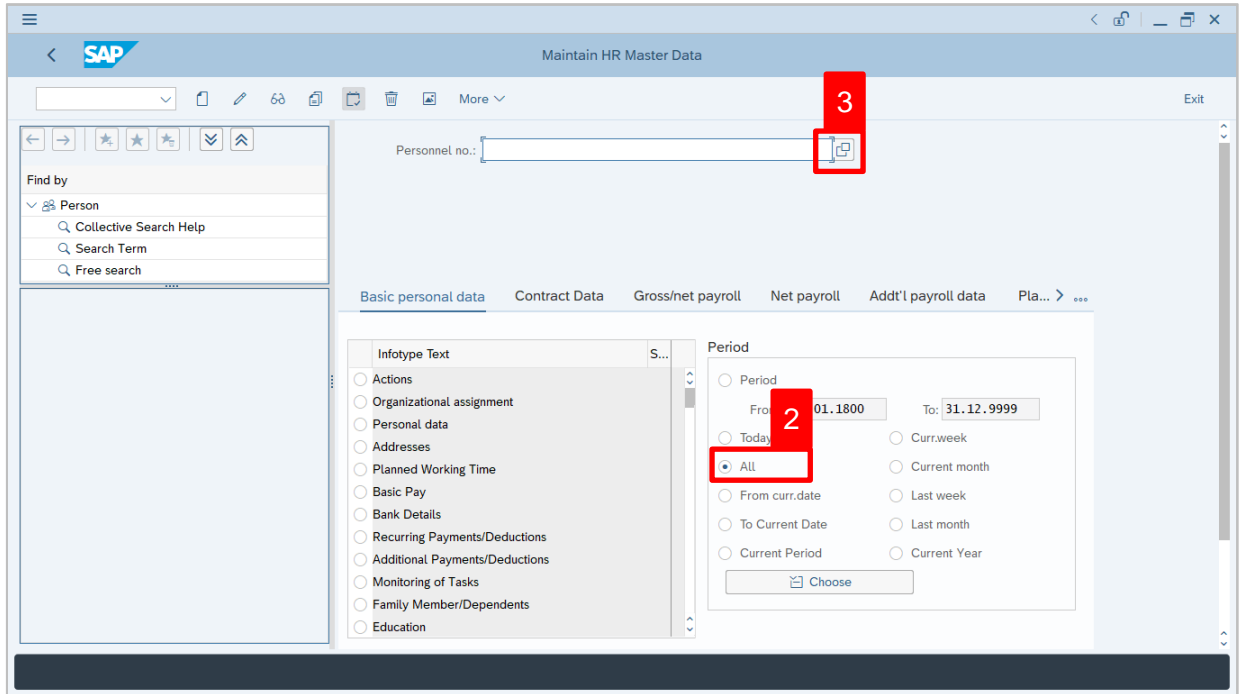 SAP
Maintain HR Master Data
More
Exit
3
Personnel no.:
Find by
Person
Collective Search Help
Search Term
Free search
Basic personal data Contract Data Gross/net payroll Net payroll Addt'l payroll data Pla...
Infotype Text S...
Actions
Organizational assignment
Personal data
Addresses
Planned Working Time
Basic Pay
Bank Details
Recurring Payments/Deductions
Additional Payments/Deductions
Monitoring of Tasks
Family Member/Dependents
Education
Period
Period
2
01.1800 To: 31.12.9999
Today Curr.week
All Current month
From curr.date Last week
To Current Date Last month
Current Period Current Year
Choose